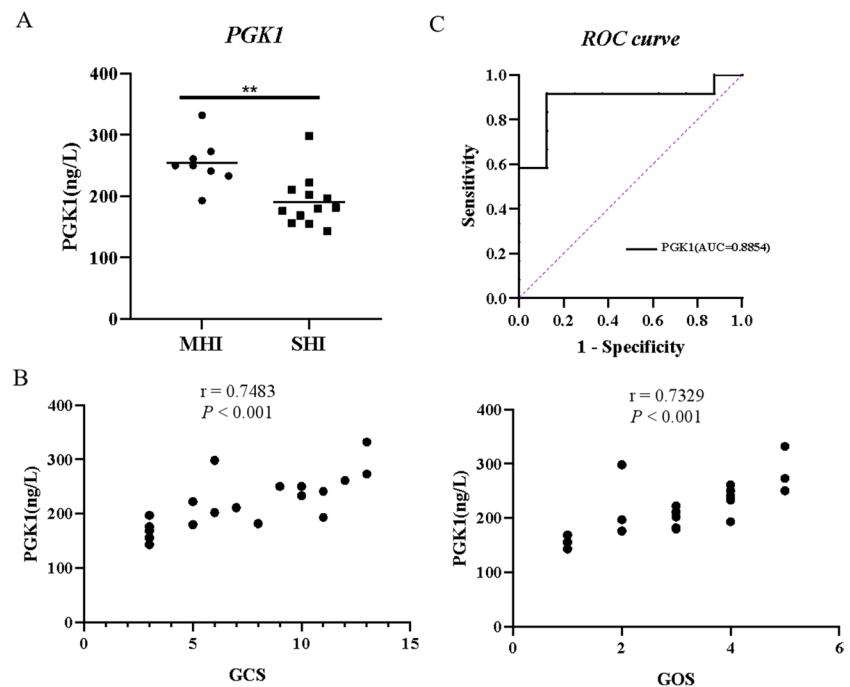 A
PGK1
400
300
200
100
0
PGK1(ng/L)
**
MHI
SHI
C
ROC curve
1.0
0.8
0.6
0.4
0.2
0.0
Sensitivity
PGK1(AUC=0.8854)
0.0 0.2 0.4 0.6 0.8 1.0
1 - Specificity
B
r = 0.7483
P < 0.001
400
300
200
100
0
PGK1(ng/L)
0 5 10 15
GCS
r = 0.7329
P < 0.001
400
300
200
100
0
PGK1(ng/L)
0 2 4 6
GOS